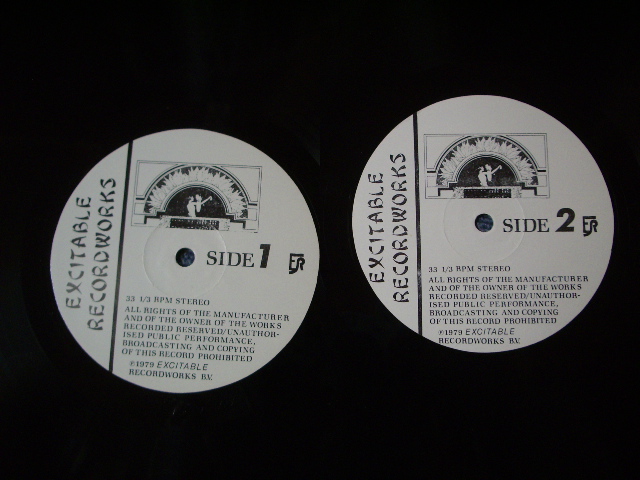 EXCITABLE
RECORDWORKS
SIDE 1
33 1/3 RPM STEREO
ALL RIGHTS OF THE MANUFACTURER
AND OF THE OWNER OF THE WORKS
RECORDED RESERVED/UNAUTHOR-
ISED PUBLIC PERFORMANCE,
BROADCASTING AND COPYING
OF THIS RECORD PROHIBITED
℗1979 EXCITABLE
RECORDWORKS B.V.
EXCITABLE
RECORDWORKS
SIDE 2
33 1/3 RPM STEREO
ALL RIGHTS OF THE MANUFACTURER
AND OF THE OWNER OF THE WORKS
RECORDED RESERVED/UNAUTHOR-
ISED PUBLIC PERFORMANCE,
BROADCASTING AND COPYING
OF THIS RECORD PROHIBITED
℗1979 EXCITABLE
RECORDWORKS B.V.